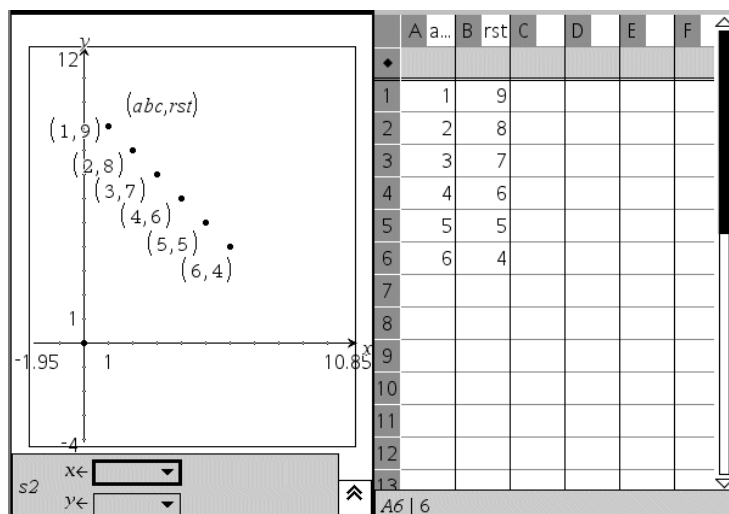 y
12
(abc,rst)
(1,9)
(2,8)
(3,7)
(4,6)
(5,5)
(6,4)
1
x
-1.95 1 10.85
-4
s2
x←
y←
A a... B rst C D E F
◆
1 1 9
2 2 8
3 3 7
4 4 6
5 5 5
6 6 4
7
8
9
10
11
12
13
A6 | 6